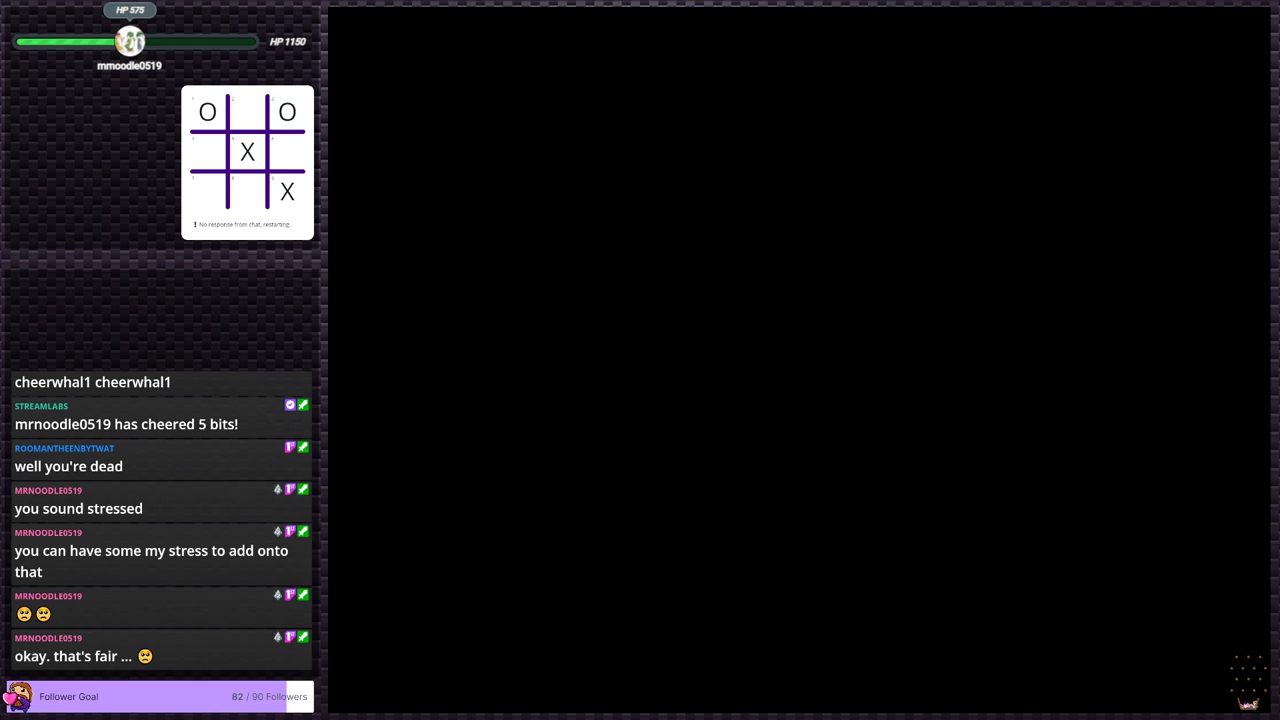 HP 575
HP 1150
mrnoodle0519
O O
X
X
! No response from chat, restarting.
cheerwhal1 cheerwhal1
STREAMLABS
mrnoodle0519 has cheered 5 bits!
ROOMANTHEENBYTWAT
well you're dead
MRNOODLE0519
you sound stressed
MRNOODLE0519
you can have some my stress to add onto
that
MRNOODLE0519
🥺 🥺
MRNOODLE0519
okay. that's fair ... 🥺
Follower Goal 82 / 90 Followers